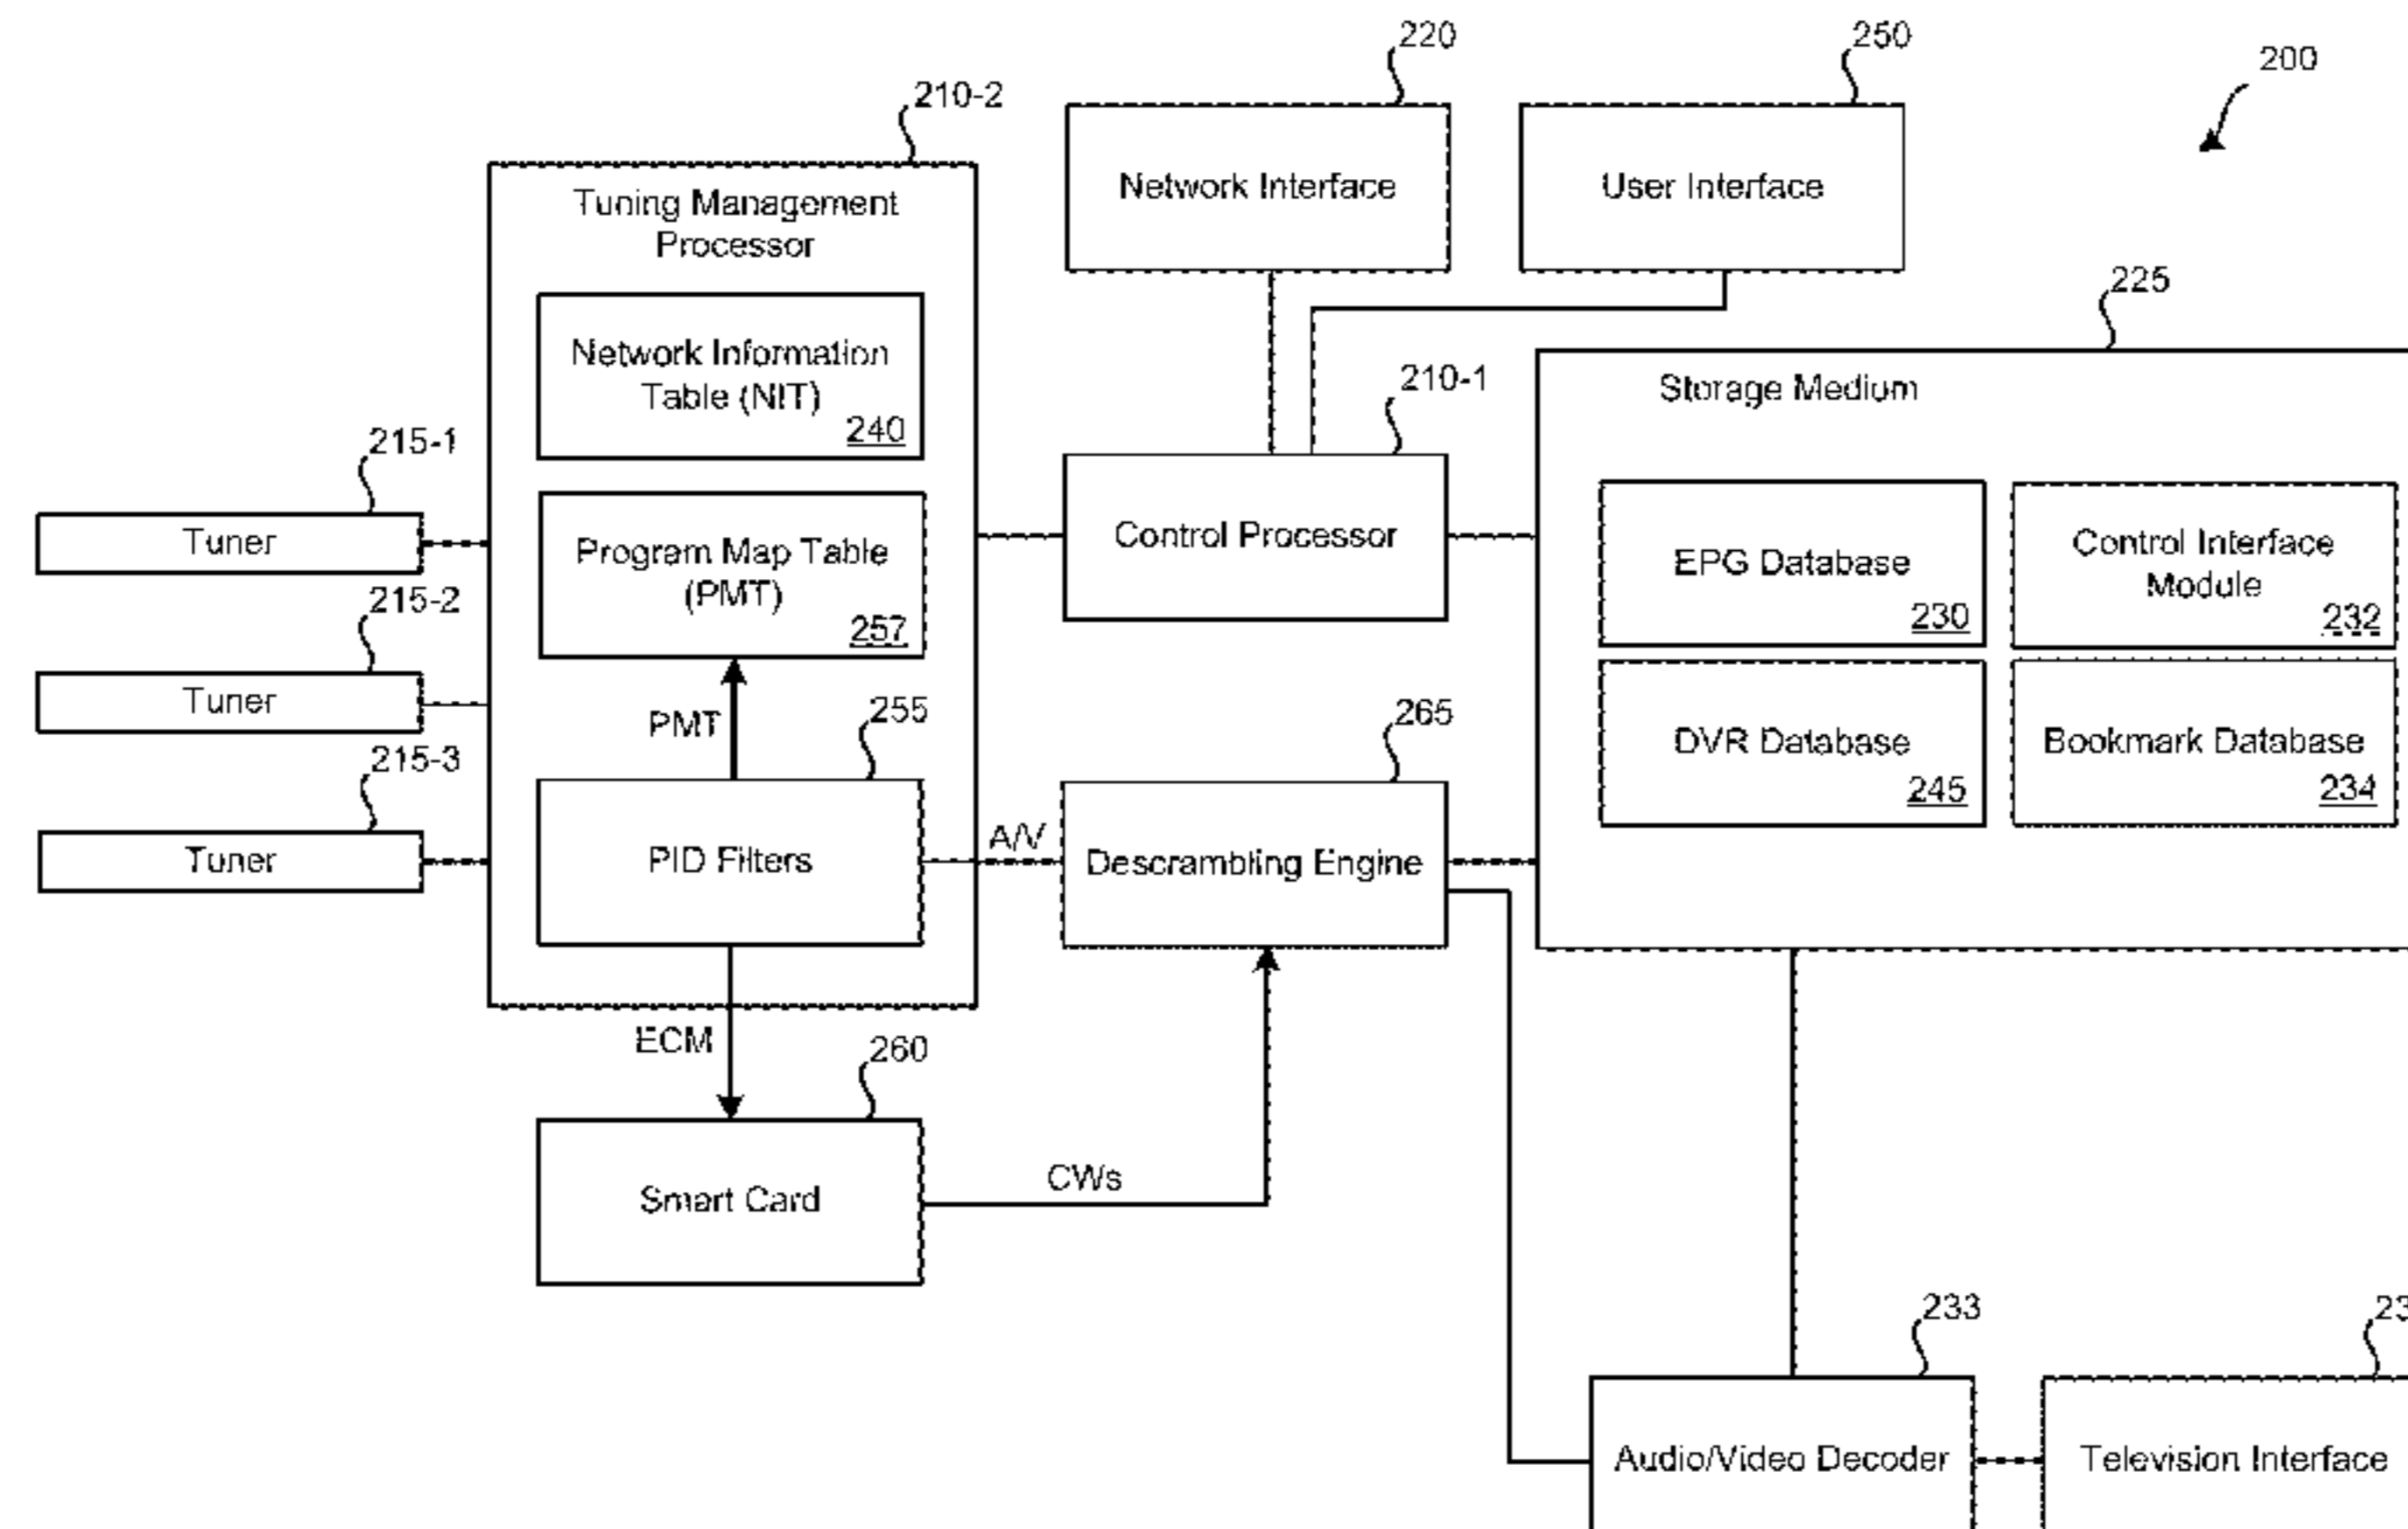 220
250
200
210-2
Network Interface
User Interface
Tuning Management
Processor
225
Network Information
Table (NIT)
240
210-1
Storage Medium
215-1
Tuner
Program Map Table
(PMT)
257
Control Processor
EPG Database
230
Control Interface
Module
232
215-2
Tuner
PMT
255
265
DVR Database
245
Bookmark Database
234
215-3
Tuner
PID Filters
A/V
Descrambling Engine
ECM
260
Smart Card
CWs
233
23
Audio/Video Decoder
Television Interface